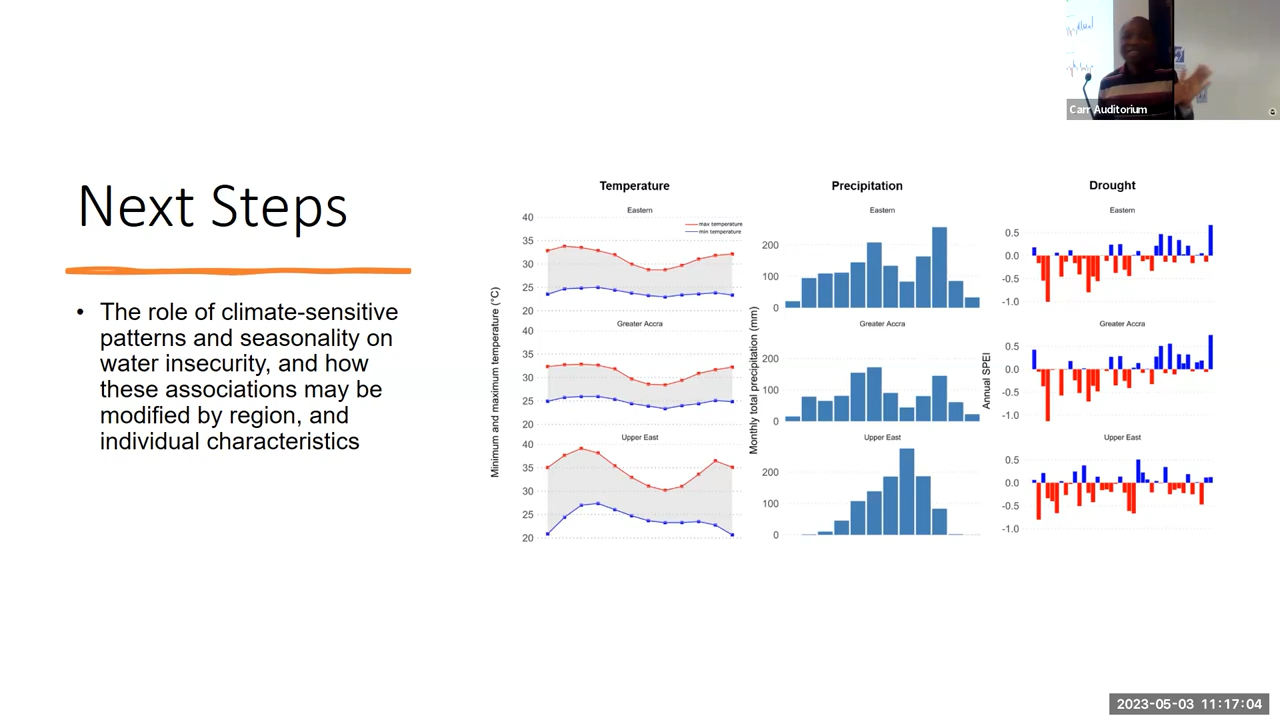 Carr Auditorium
Next Steps
• The role of climate-sensitive
patterns and seasonality on
water insecurity, and how
these associations may be
modified by region, and
individual characteristics
Temperature
Eastern
max temperature
min temperature
40
35
30
25
20
Greater Accra
40
35
30
25
20
Upper East
40
35
30
25
20
Minimum and maximum temperature (°C)
Precipitation
Eastern
200
100
0
Greater Accra
200
100
0
Upper East
200
100
0
Monthly total precipitation (mm)
Drought
Eastern
0.5
0.0
-0.5
-1.0
Greater Accra
0.5
0.0
-0.5
-1.0
Upper East
0.5
0.0
-0.5
-1.0
Annual SPEI
2023-05-03 11:17:04